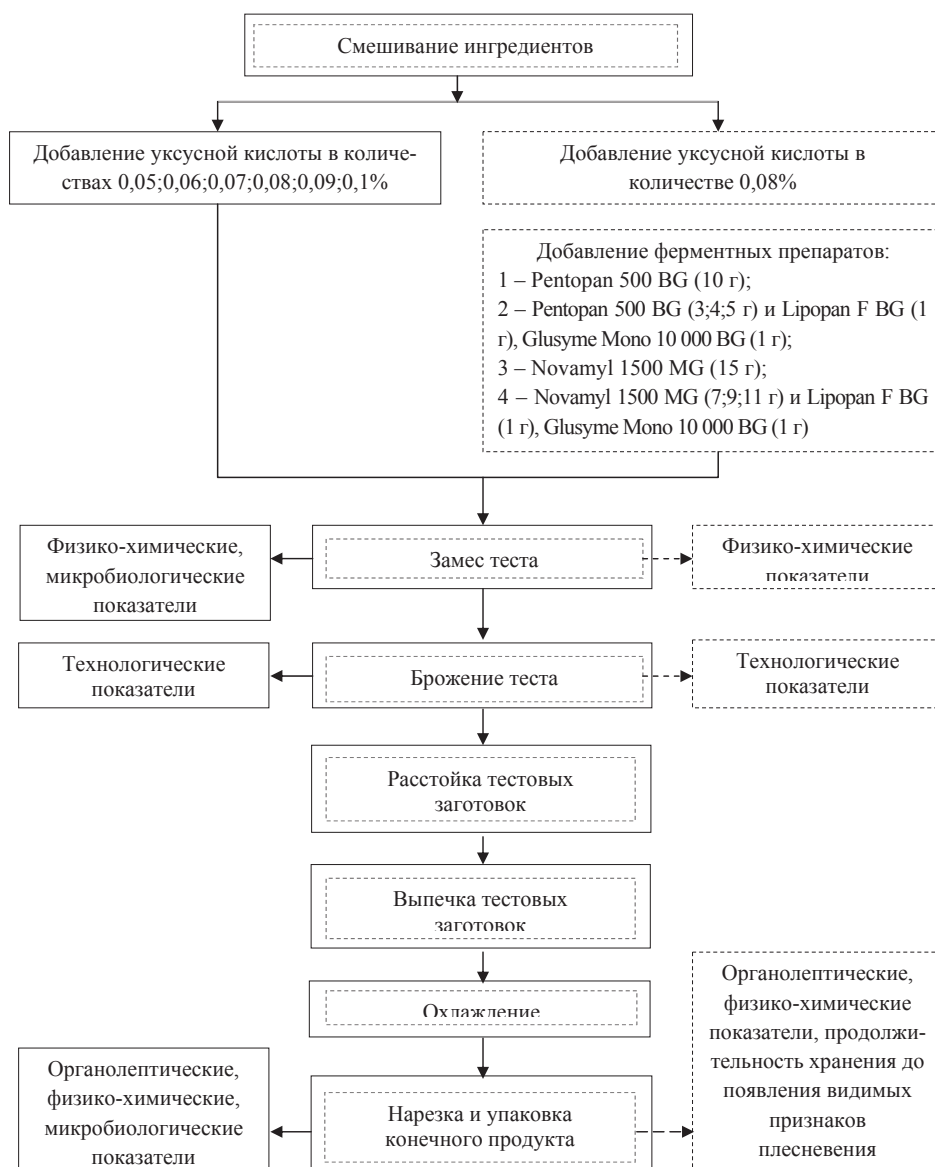 Смешивание ингредиентов
Добавление уксусной кислоты в количе-
ствах 0,05;0,06;0,07;0,08;0,09;0,1%
Добавление уксусной кислоты в
количестве 0,08%
Добавление ферментных препаратов:
1 – Pentopan 500 BG (10 г);
2 – Pentopan 500 BG (3;4;5 г) и Lipopan F BG (1
г), Glusyme Mono 10 000 BG (1 г);
3 – Novamyl 1500 MG (15 г);
4 – Novamyl 1500 MG (7;9;11 г) и Lipopan F BG
(1 г), Glusyme Mono 10 000 BG (1 г)
Физико-химические,
микробиологические
показатели
Замес теста
Физико-химические
показатели
Технологические
показатели
Брожение теста
Технологические
показатели
Расстойка тестовых
заготовок
Выпечка тестовых
заготовок
Охлаждение
Органолептические,
физико-химические,
микробиологические
показатели
Нарезка и упаковка
конечного продукта
Органолептические,
физико-химические
показатели, продолжи-
тельность хранения до
появления видимых
признаков
плесневения